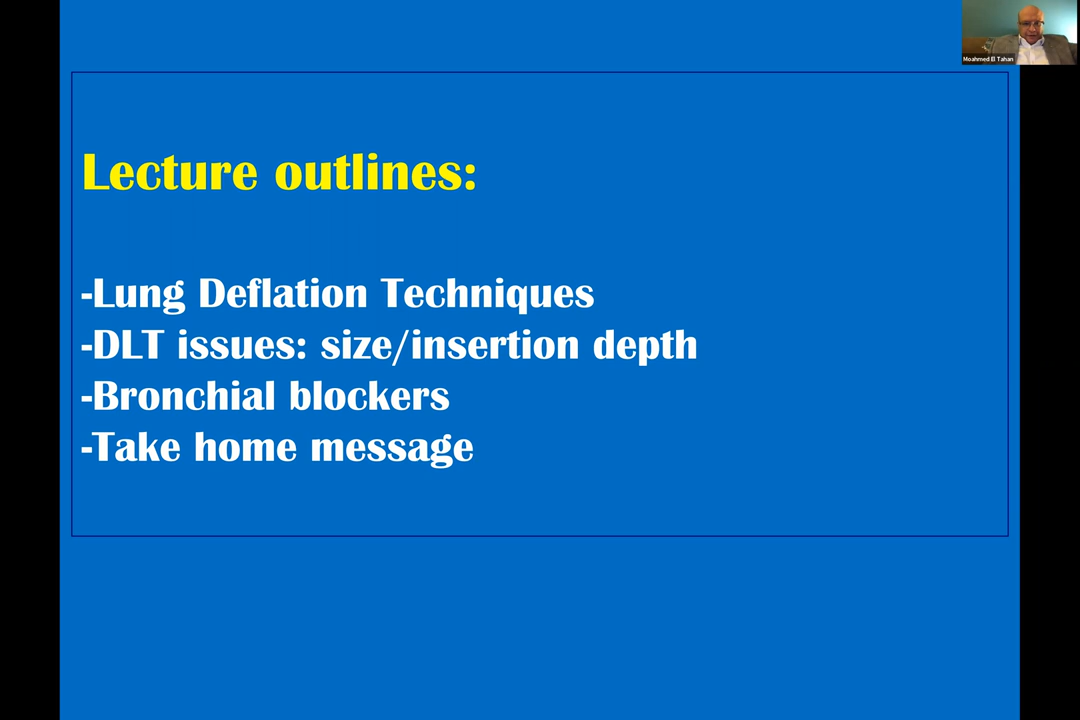 Moahmed El Tahan
Lecture outlines:
-Lung Deflation Techniques
-DLT issues: size/insertion depth
-Bronchial blockers
-Take home message